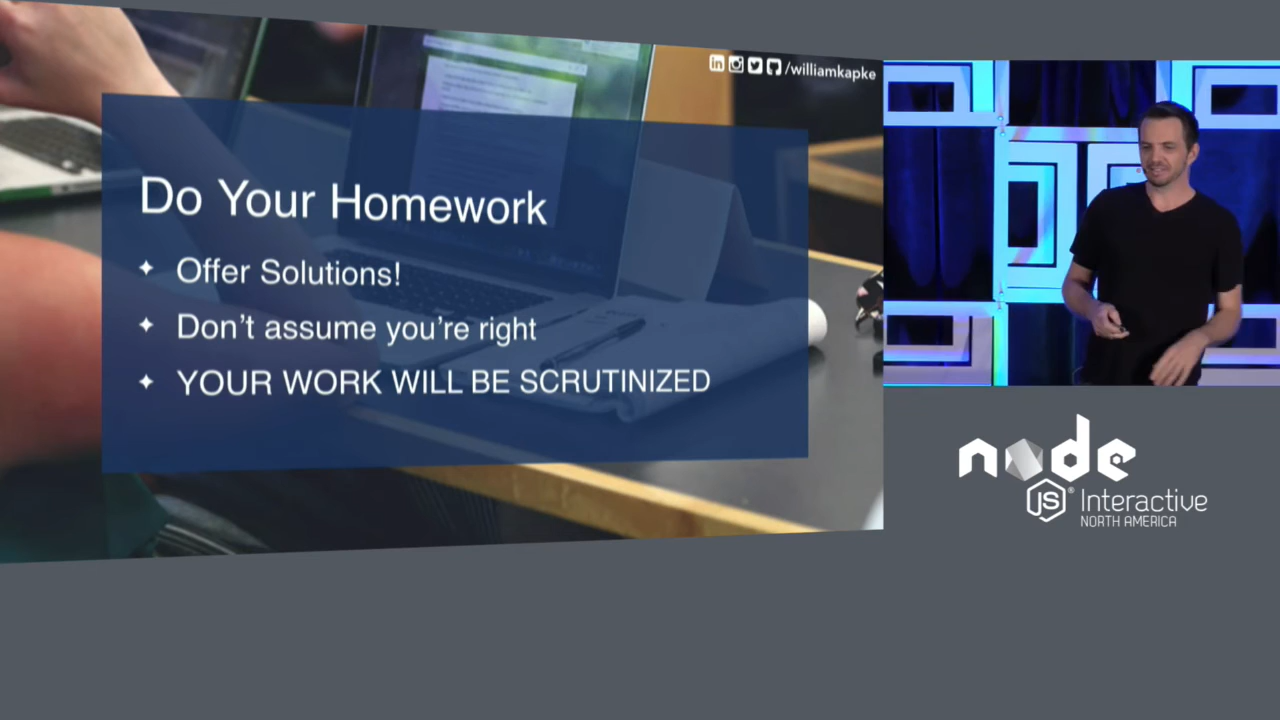 in /williamkapke
Do Your Homework
✦ Offer Solutions!
✦ Don't assume you're right
✦ YOUR WORK WILL BE SCRUTINIZED
node
JS® Interactive
NORTH AMERICA